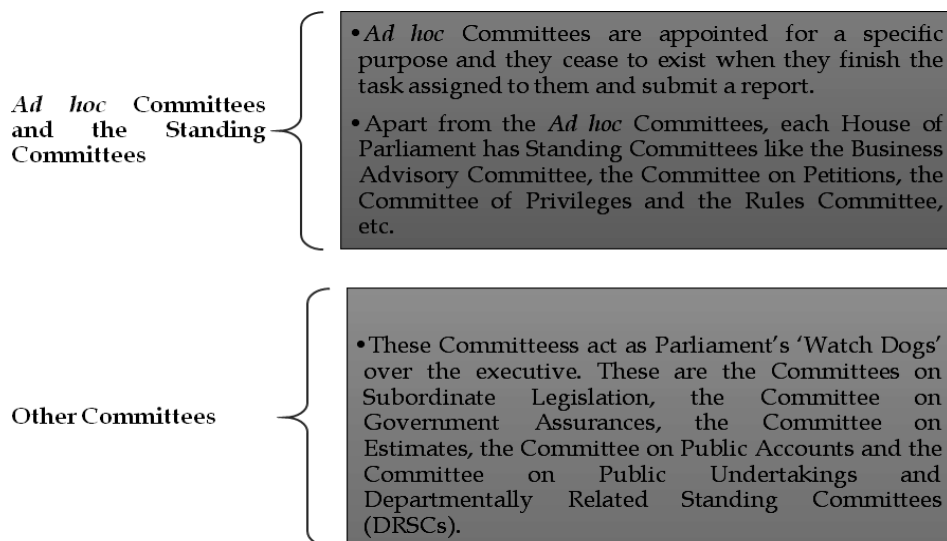 Ad hoc Committees
and the Standing
Committees
•Ad hoc Committees are appointed for a specific
purpose and they cease to exist when they finish the
task assigned to them and submit a report.
•Apart from the Ad hoc Committees, each House of
Parliament has Standing Committees like the Business
Advisory Committee, the Committee on Petitions, the
Committee of Privileges and the Rules Committee,
etc.
Other Committees
•These Committeess act as Parliament's 'Watch Dogs'
over the executive. These are the Committees on
Subordinate Legislation, the Committee on
Government Assurances, the Committee on
Estimates, the Committee on Public Accounts and the
Committee on Public Undertakings and
Departmentally Related Standing Committees
(DRSCs).